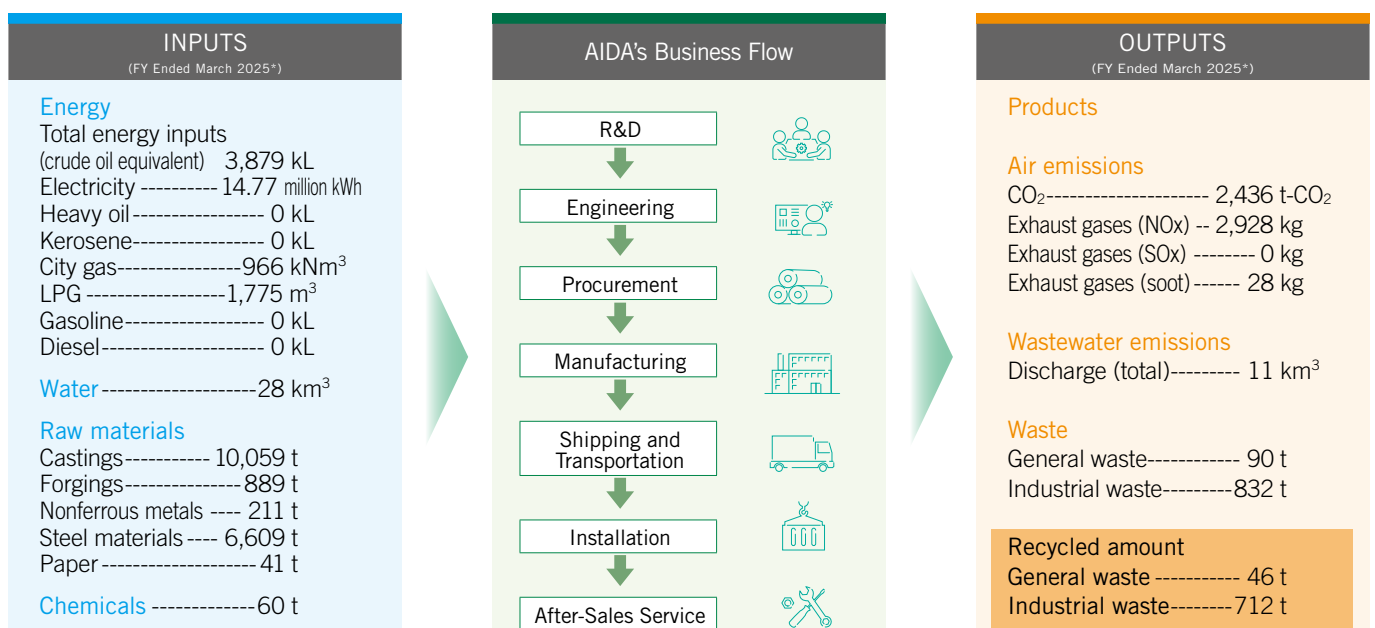 INPUTS
(FY Ended March 2025*)
Energy
Total energy inputs
(crude oil equivalent) 3,879 kL
Electricity ---------- 14.77 million kWh
Heavy oil ----------------- 0 kL
Kerosene----------------- 0 kL
City gas----------------966 kNm³
LPG ------------------1,775 m³
Gasoline------------------ 0 kL
Diesel--------------------- 0 kL
Water --------------------28 km³
Raw materials
Castings----------- 10,059 t
Forgings---------------889 t
Nonferrous metals ---- 211 t
Steel materials ---- 6,609 t
Paper -------------------- 41 t
Chemicals -------------60 t
AIDA's Business Flow
R&D
Engineering
Procurement
Manufacturing
Shipping and
Transportation
Installation
After-Sales Service
OUTPUTS
(FY Ended March 2025*)
Products
Air emissions
CO₂--------------------- 2,436 t-CO₂
Exhaust gases (NOx) -- 2,928 kg
Exhaust gases (SOx) -------- 0 kg
Exhaust gases (soot)------ 28 kg
Wastewater emissions
Discharge (total)--------- 11 km³
Waste
General waste------------ 90 t
Industrial waste---------832 t
Recycled amount
General waste ----------- 46 t
Industrial waste--------712 t